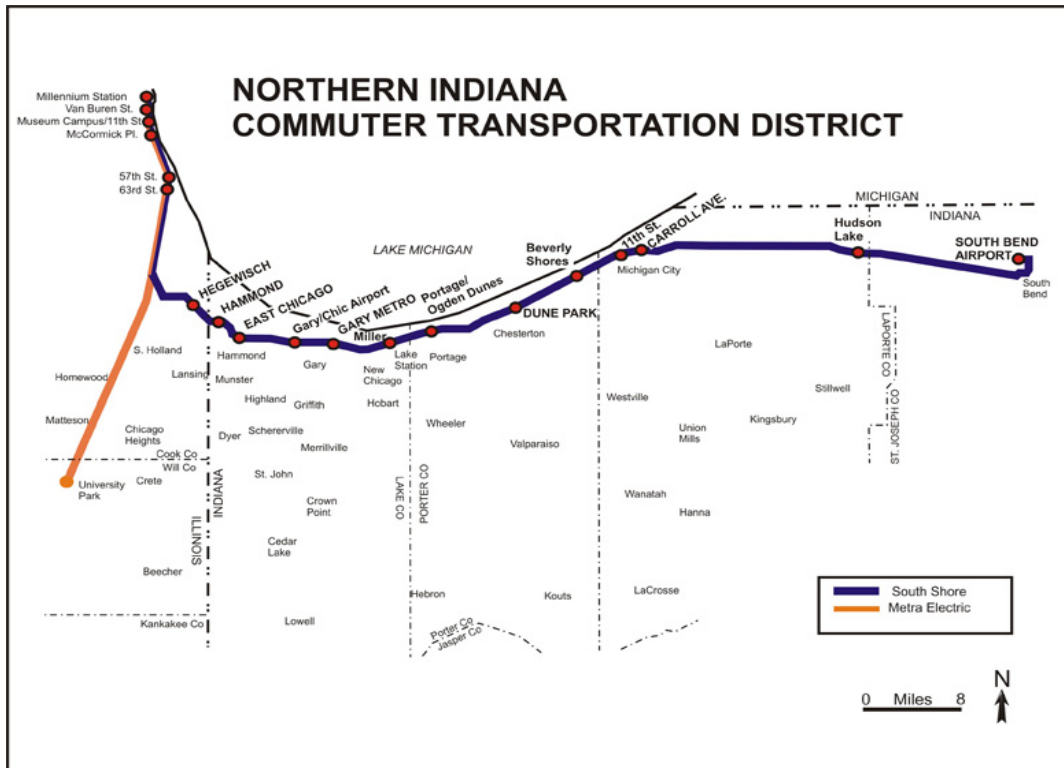 NORTHERN INDIANA
COMMUTER TRANSPORTATION DISTRICT
Millennium Station
Van Buren St.
Museum Campus/11th St
McCormick Pl.
57th St.
63rd St.
MICHIGAN
INDIANA
LAKE MICHIGAN
HEGEWISCH
HAMMOND
EAST CHICAGO
Gary/Chic Airport
GARY METRO
Miller
Portage/
Ogden Dunes
DUNE PARK
Beverly
Shores
11th St.
CARROLL AVE.
Michigan City
Hudson
Lake
SOUTH BEND
AIRPORT
South
Bend
S. Holland
Homewood
Lansing
Hammond
Munster
Gary
New
Chicago
Lake
Station
Portage
Chesterton
LaPorte
LAPORTE CO
ST. JOSEPH CO
Matteson
Chicago
Heights
Highland
Griffith
Hobart
Wheeler
Westville
Stillwell
Kingsbury
Union
Mills
Dyer
Schererville
Merrillville
Valparaiso
Cook Co
Will Co
Crete
University
Park
St. John
Crown
Point
Wanatah
Hanna
INDIANA
ILLINOIS
LAKE CO
PORTER CO
Cedar
Lake
Beecher
Hebron
Kouts
LaCrosse
Kankakee Co
Lowell
Porter Co
Jasper Co
South Shore
Metra Electric
N
0 Miles 8